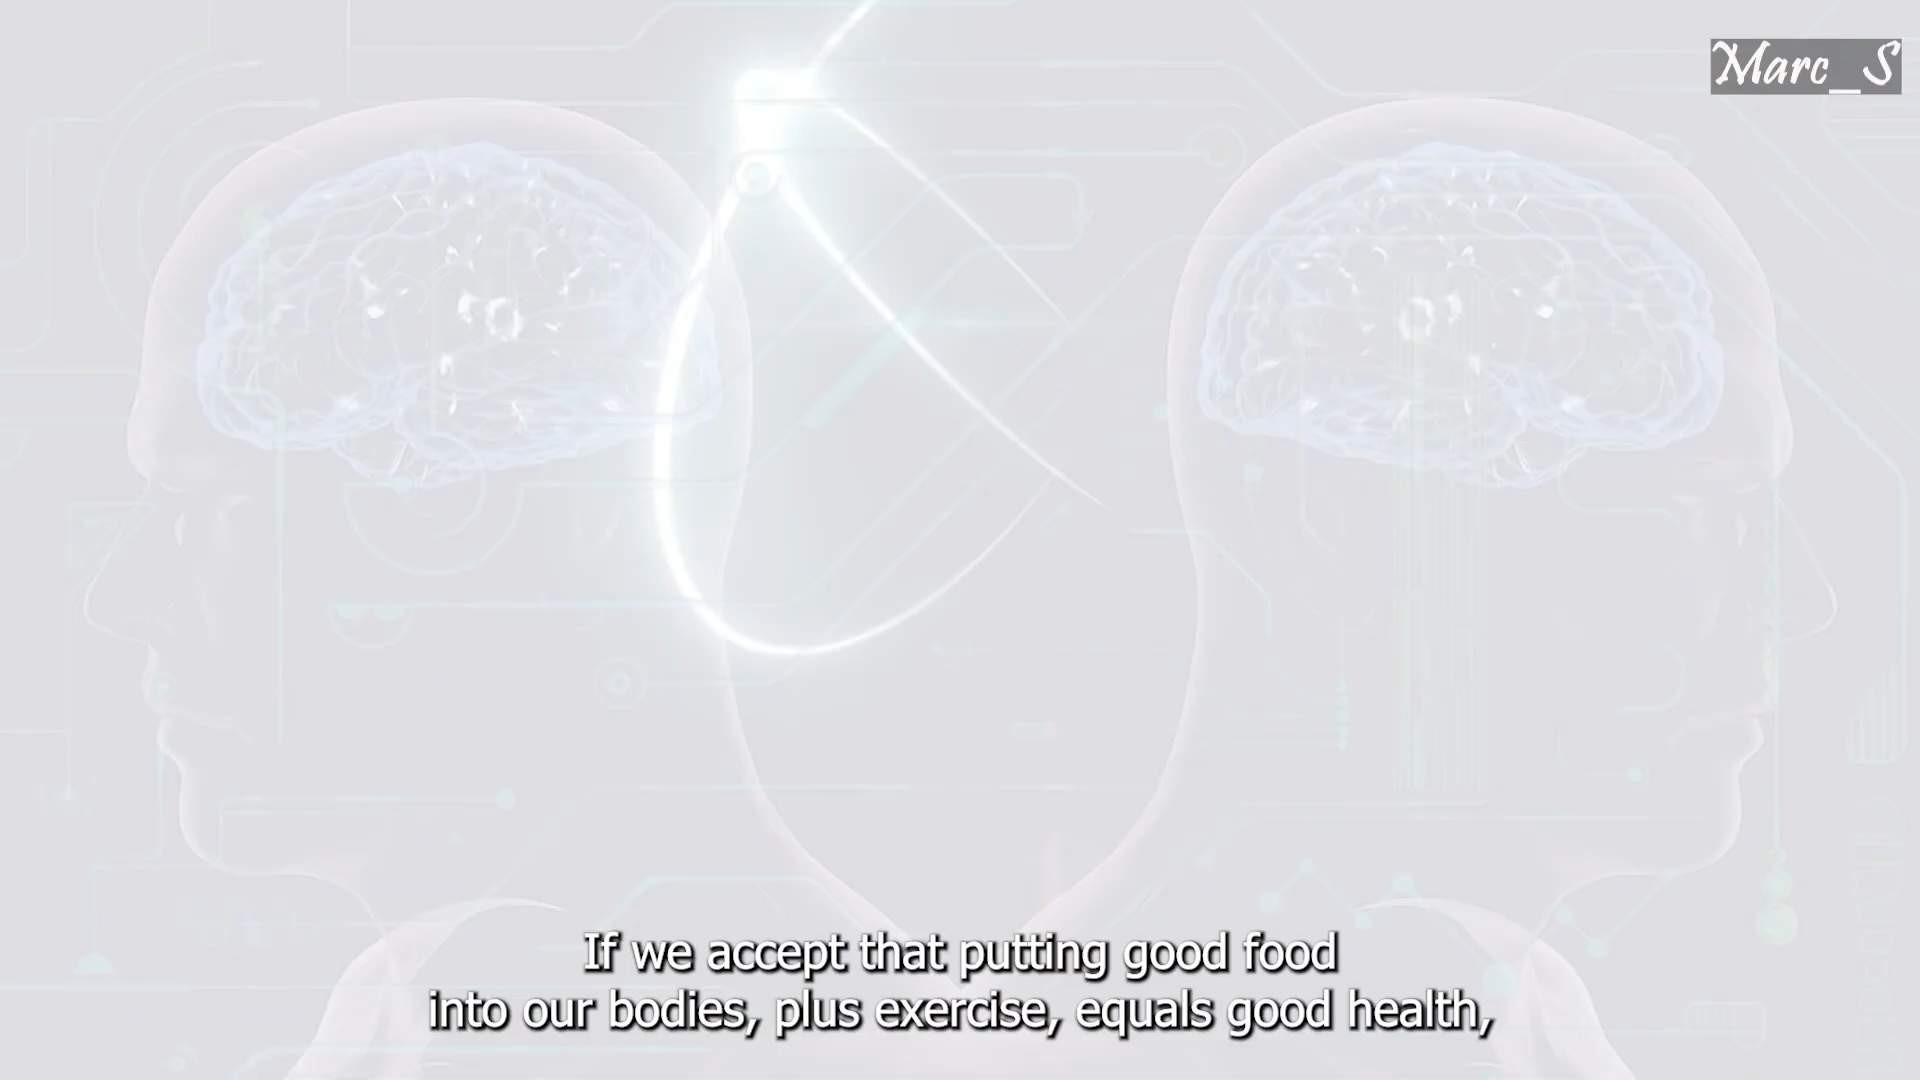 Marc_S
If we accept that putting good food
into our bodies, plus exercise, equals good health,